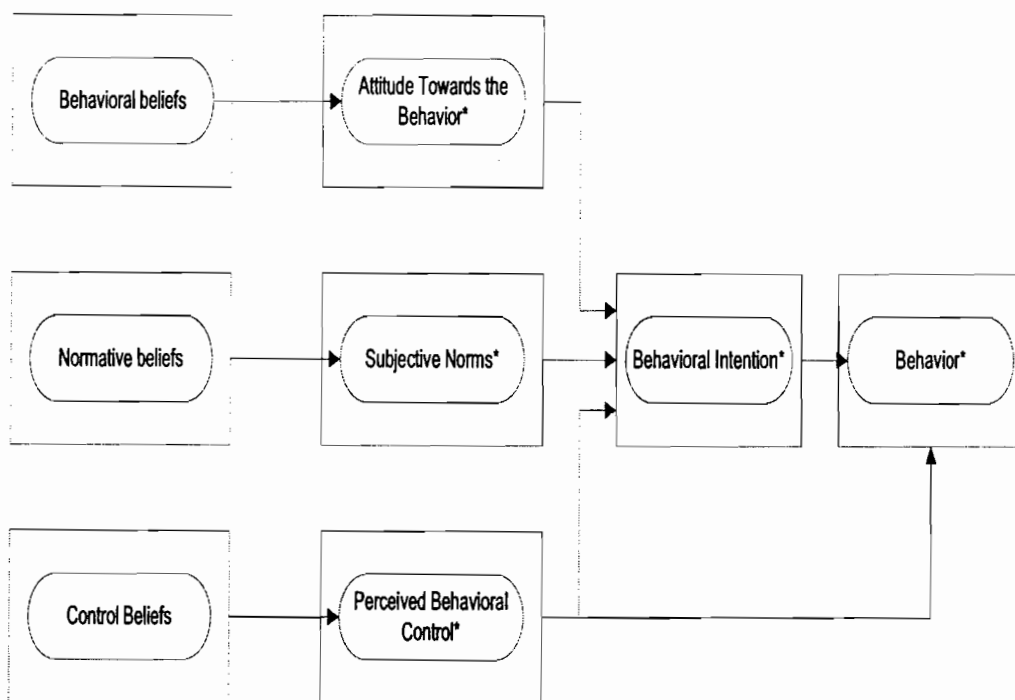 Behavioral beliefs
Attitude Towards the
Behavior*
Normative beliefs
Subjective Norms*
Behavioral Intention*
Behavior*
Control Beliefs
Perceived Behavioral
Control*